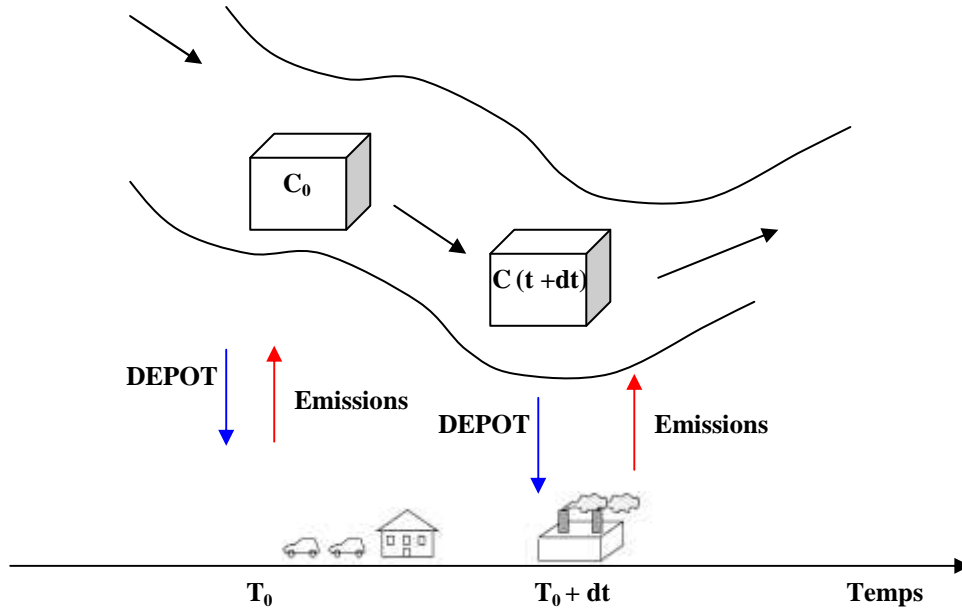 C₀
C (t +dt)
DEPOT
Emissions
DEPOT
Emissions
T₀
T₀ + dt
Temps